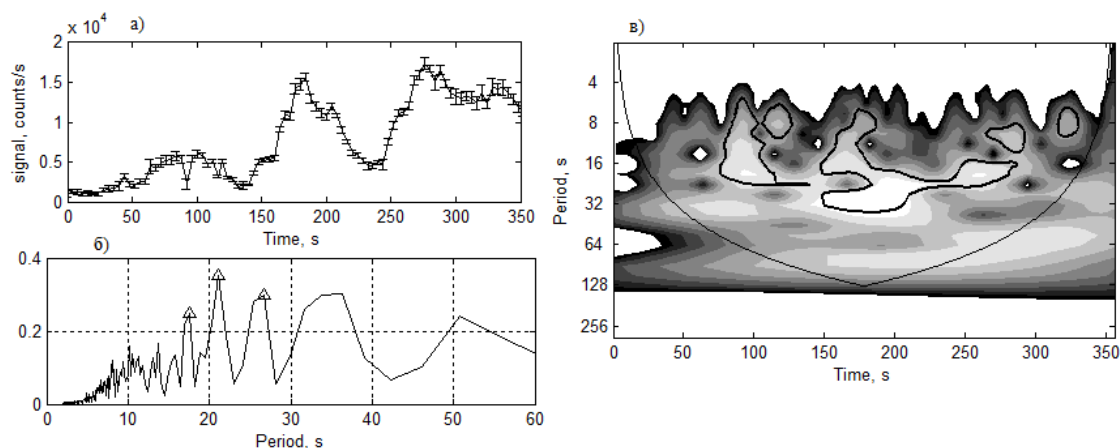 2 x 10^4
а)
2
1.5
1
0.5
0
signal, counts/s
0 50 100 150 200 250 300 350
Time, s
б)
0.4
0.2
0
0 10 20 30 40 50 60
Period, s
в)
4
8
16
32
64
128
256
Period, s
0 50 100 150 200 250 300 350
Time, s